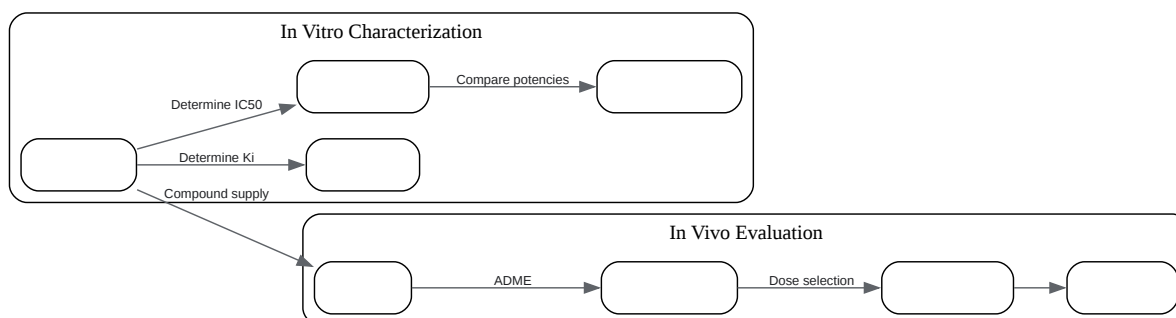 In Vitro Characterization
Determine IC50
Compare potencies
Determine Ki
Compound supply
In Vivo Evaluation
ADME
Dose selection